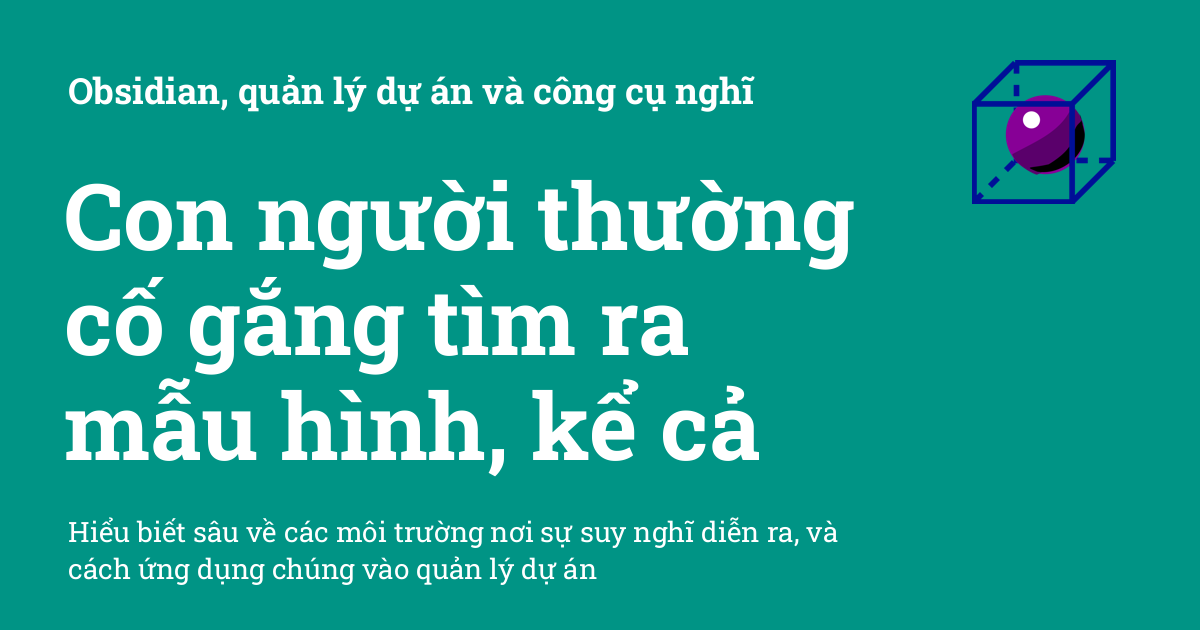 Obsidian, quản lý dự án và công cụ nghĩ
Con người thường
cố gắng tìm ra
mẫu hình, kể cả
Hiểu biết sâu về các môi trường nơi sự suy nghĩ diễn ra, và
cách ứng dụng chúng vào quản lý dự án